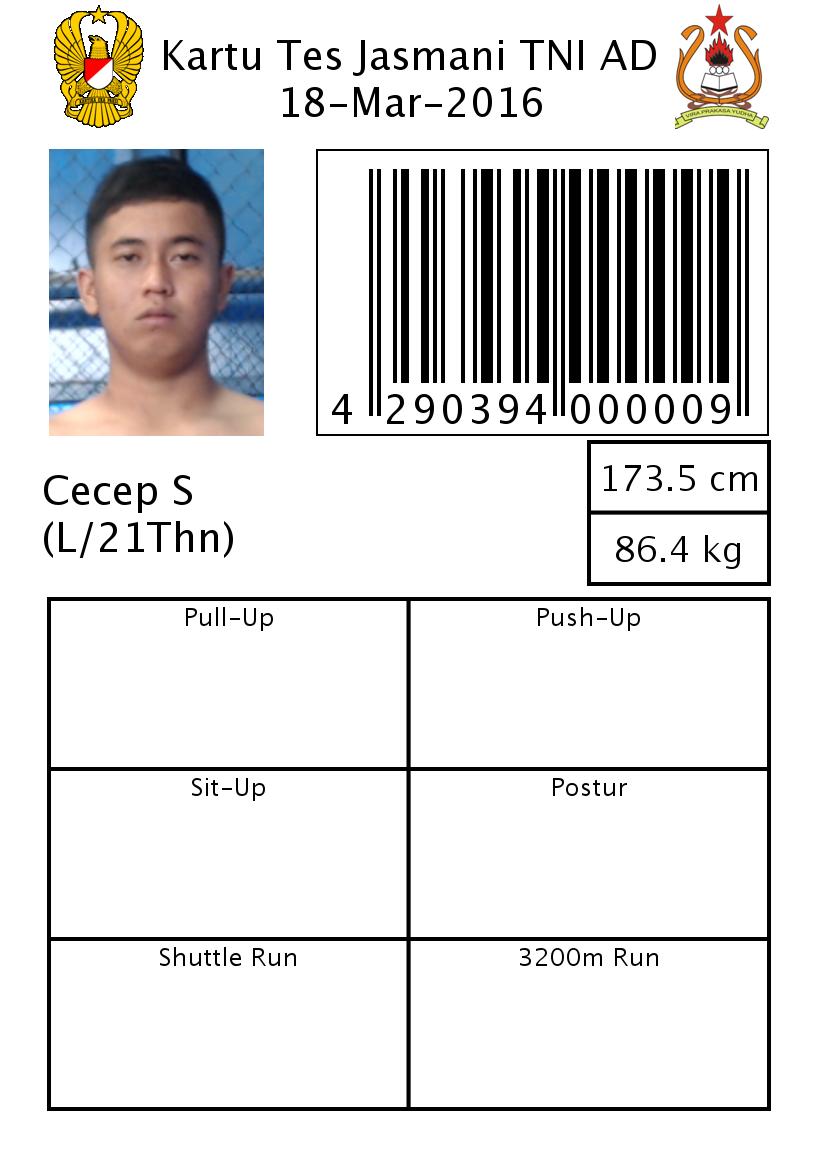 Kartu Tes Jasmani TNI AD
18-Mar-2016
VIRA PRAKASA YUDHA
4 290394 000009
173.5 cm
Cecep S
(L/21Thn)
86.4 kg
Pull-Up
Push-Up
Sit-Up
Postur
Shuttle Run
3200m Run